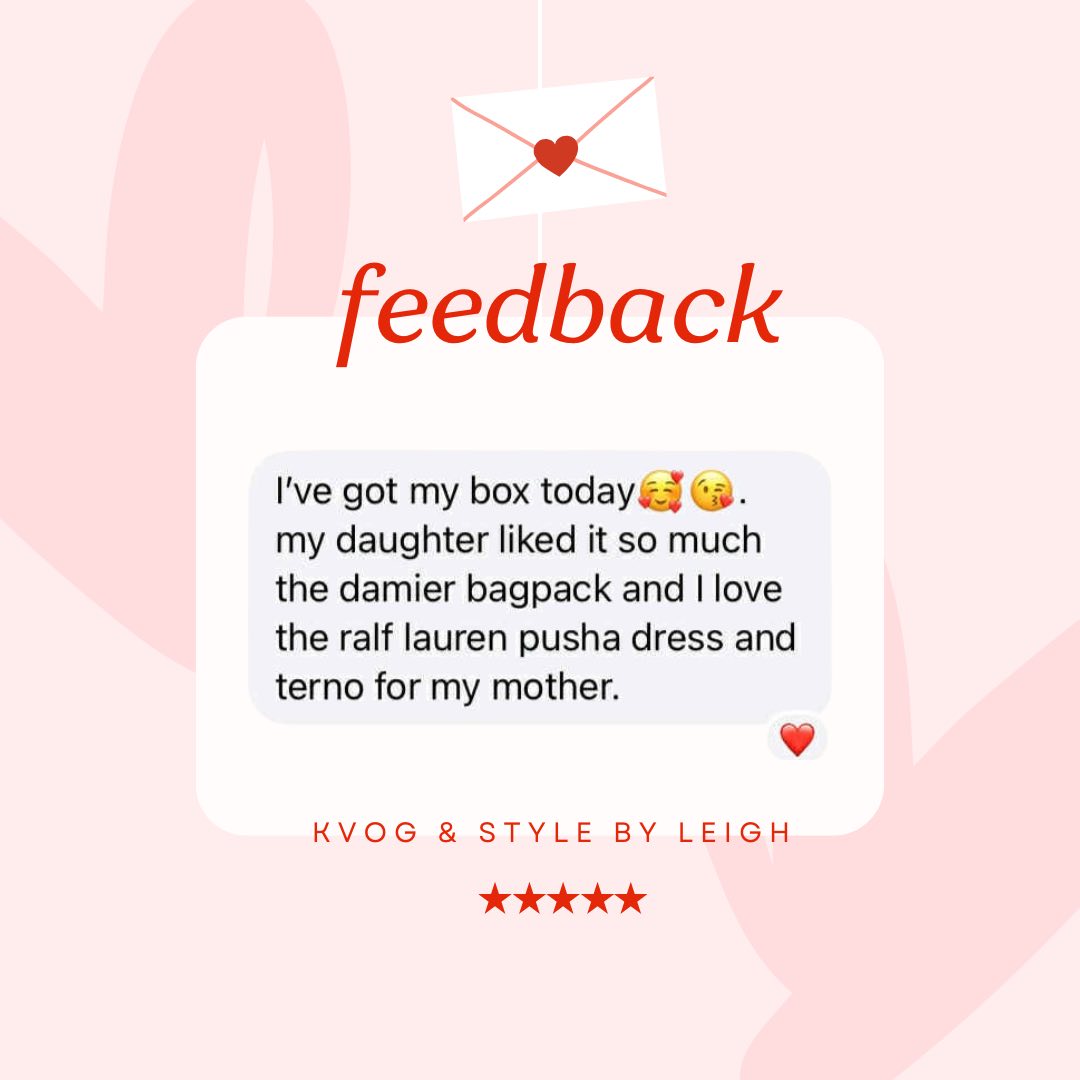 feedback
I’ve got my box today🥰😘.
my daughter liked it so much
the damier bagpack and I love
the ralf lauren pusha dress and
terno for my mother.
❤️
KVOG & STYLE BY LEIGH
★★★★★